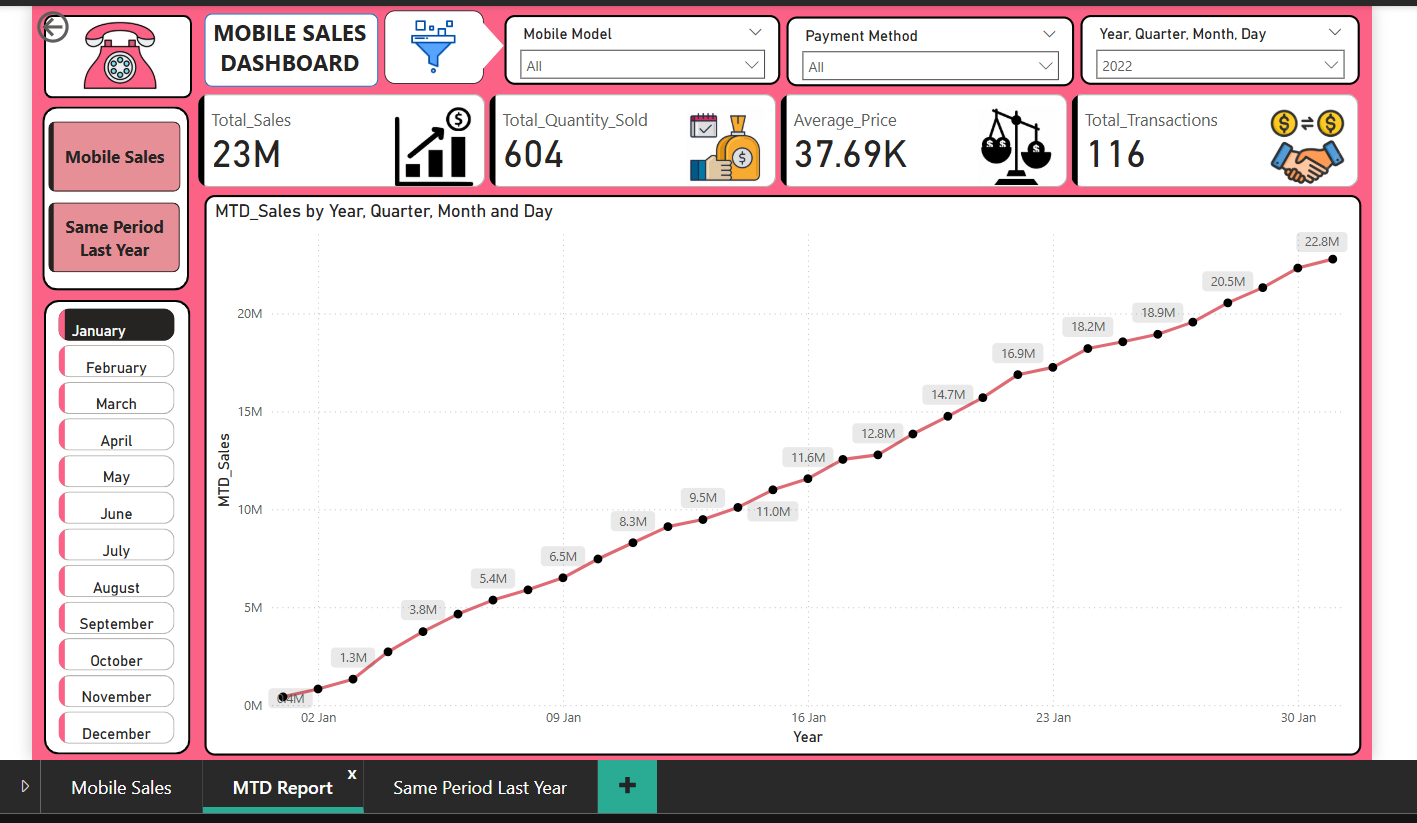 MOBILE SALES
DASHBOARD
Mobile Model
All
Payment Method
All
Year, Quarter, Month, Day
2022
Mobile Sales
Same Period
Last Year
Total_Sales
23M
Total_Quantity_Sold
604
Average_Price
37.69K
Total_Transactions
116
January
February
March
April
May
June
July
August
September
October
November
December
MTD_Sales by Year, Quarter, Month and Day
MTD_Sales
20M
15M
10M
5M
0M
0.4M
1.3M
3.8M
5.4M
6.5M
8.3M
9.5M
11.0M
11.6M
12.8M
14.7M
16.9M
18.2M
18.9M
20.5M
22.8M
02 Jan
09 Jan
16 Jan
23 Jan
30 Jan
Year
Mobile Sales
MTD Report
x
Same Period Last Year
+